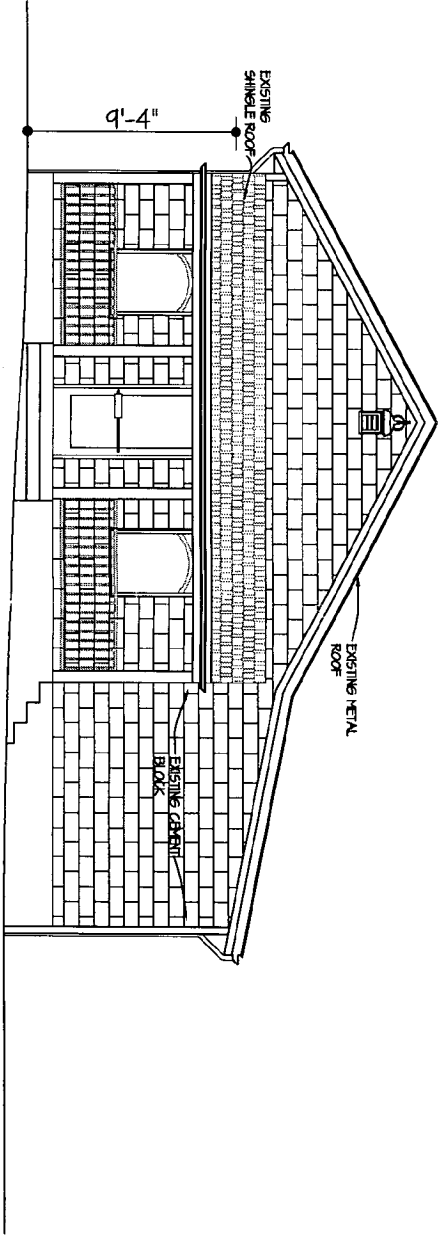 9'-4"
EXISTING
SHINGLE ROOF
EXISTING METAL
ROOF
EXISTING CEMENT
BLOCK